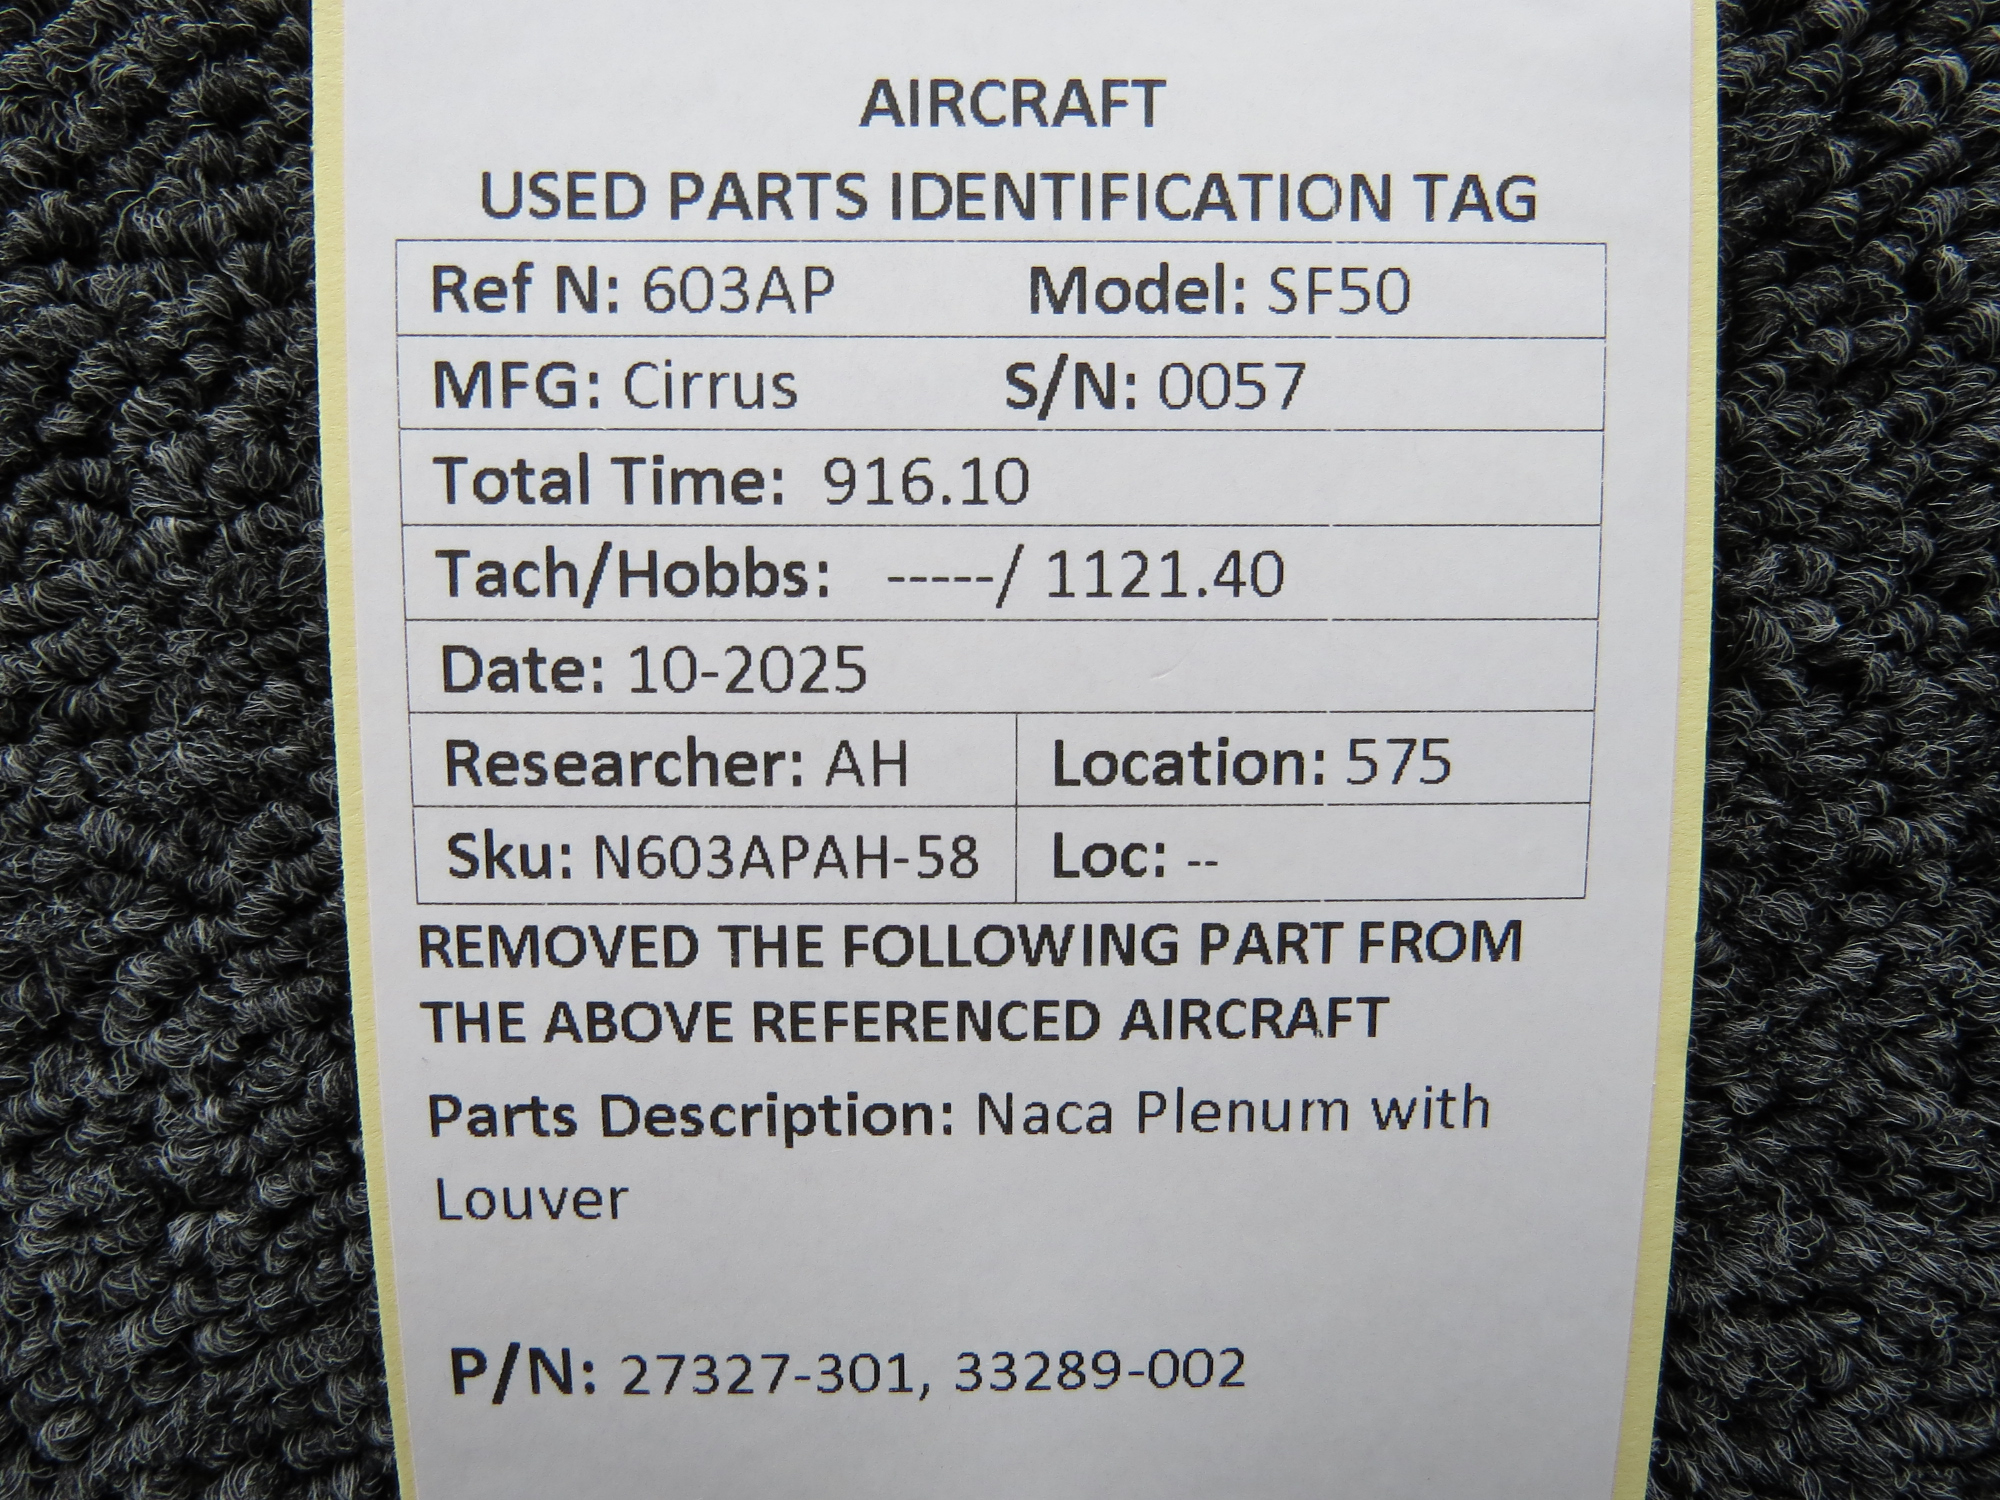 AIRCRAFT
USED PARTS IDENTIFICATION TAG
Ref N: 603AP Model: SF50
MFG: Cirrus S/N: 0057
Total Time: 916.10
Tach/Hobbs: -----/ 1121.40
Date: 10-2025
Researcher: AH Location: 575
Sku: N603APAH-58 Loc: --
REMOVED THE FOLLOWING PART FROM
THE ABOVE REFERENCED AIRCRAFT
Parts Description: Naca Plenum with
Louver
P/N: 27327-301, 33289-002